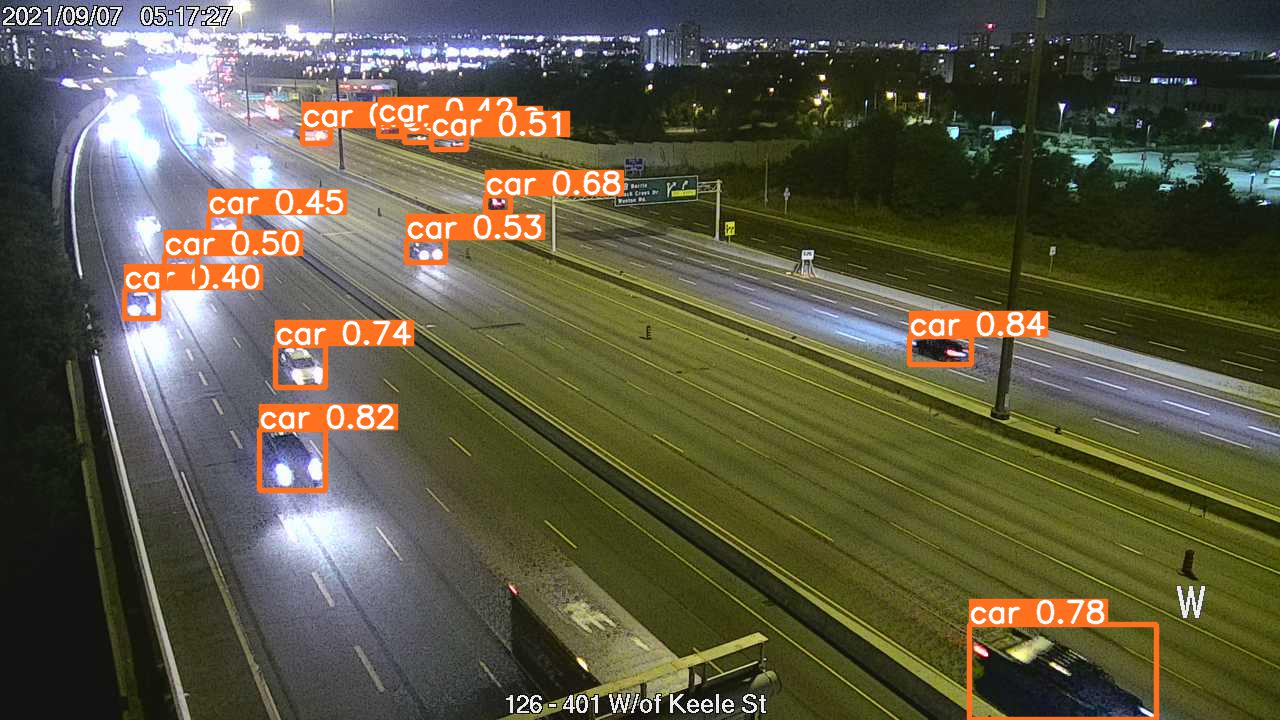 2021/09/07 05:17:27
car 0.42
car
car 0.51
car 0.68
car 0.45
car 0.53
car 0.50
car 0.40
car 0.84
car 0.74
car 0.82
car 0.78
W
126 - 401 W/of Keele St